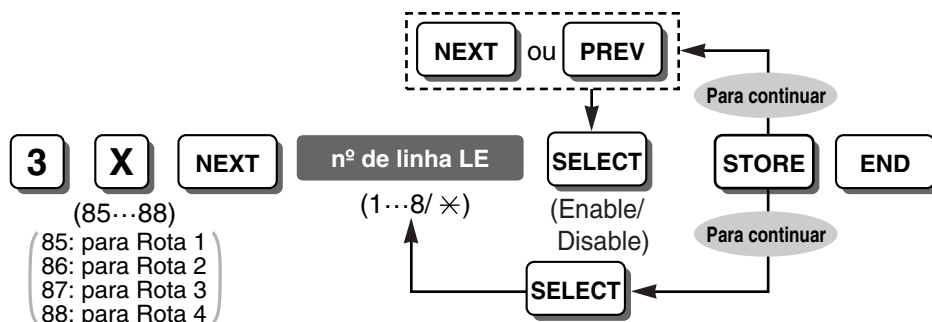 NEXT ou PREV
Para continuar
3 X NEXT nº de linha LE SELECT STORE END
(85···88) (1···8/ ✳) (Enable/
Disable)
Para continuar
85: para Rota 1
86: para Rota 2
87: para Rota 3
88: para Rota 4
SELECT